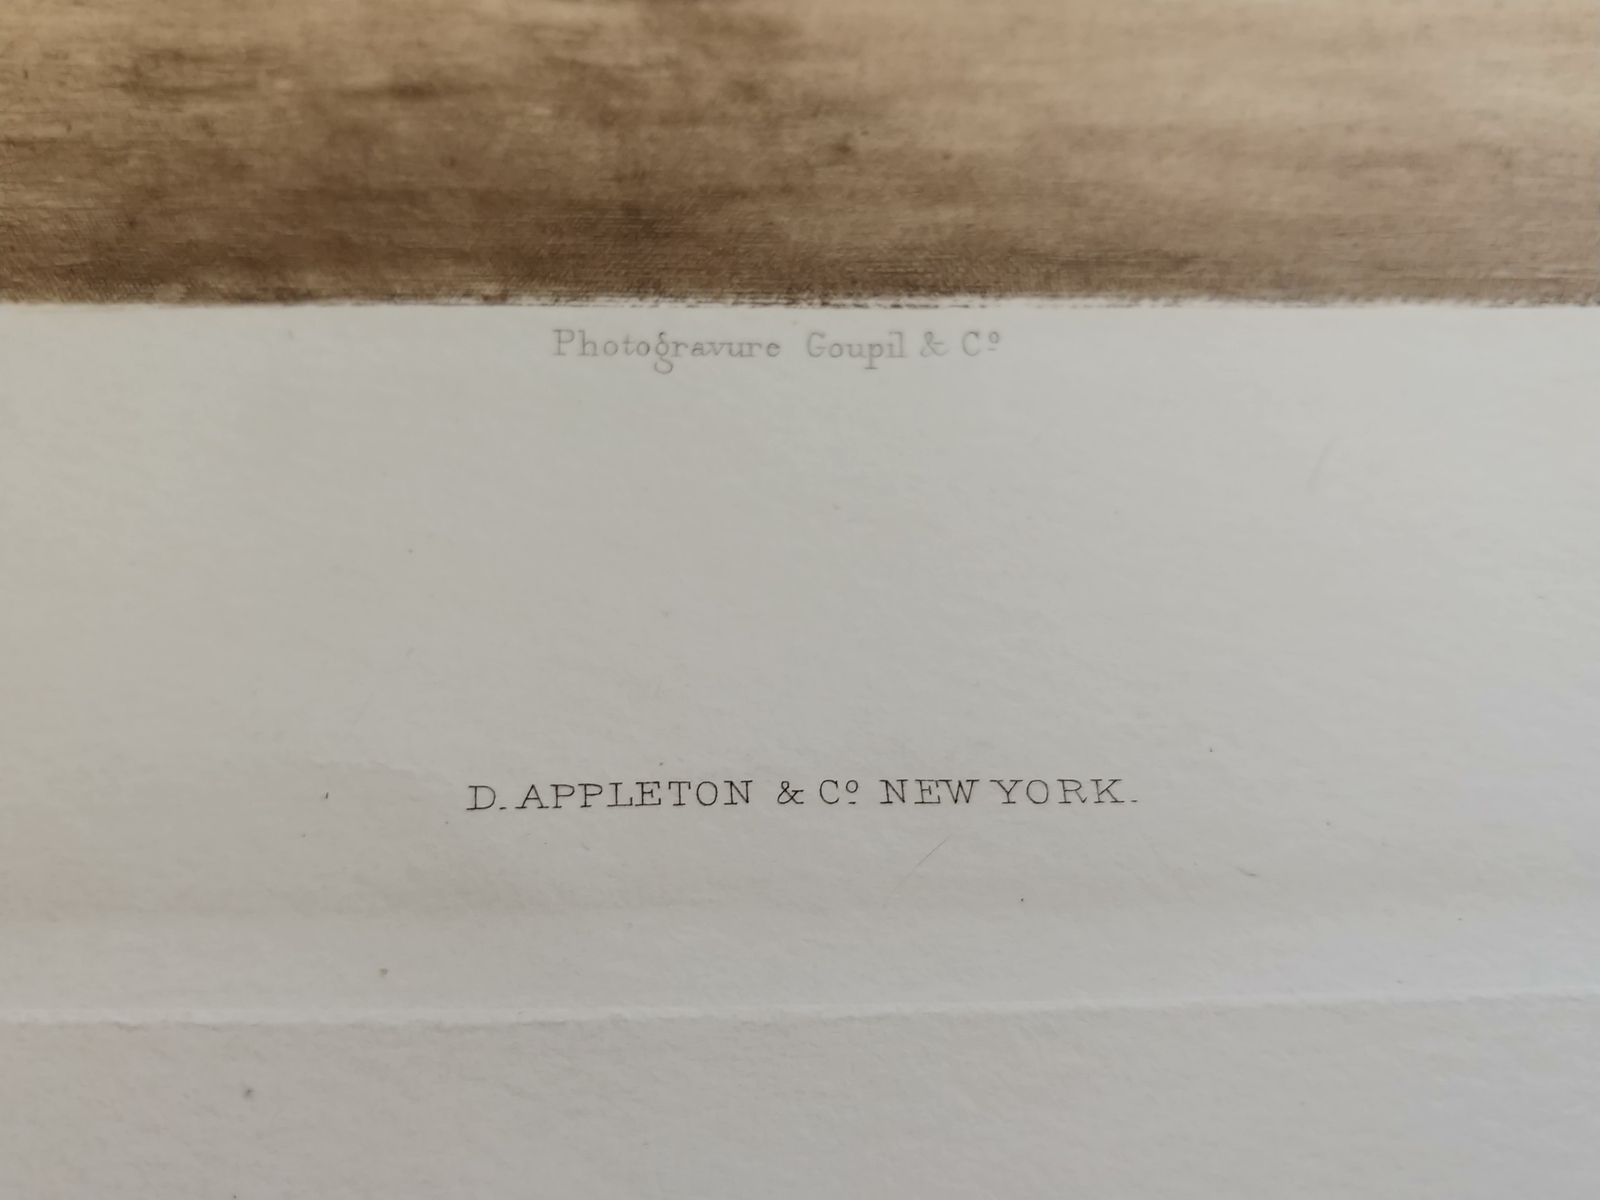 Photogravure Goupil & Cº
D. APPLETON & Cº NEW YORK.